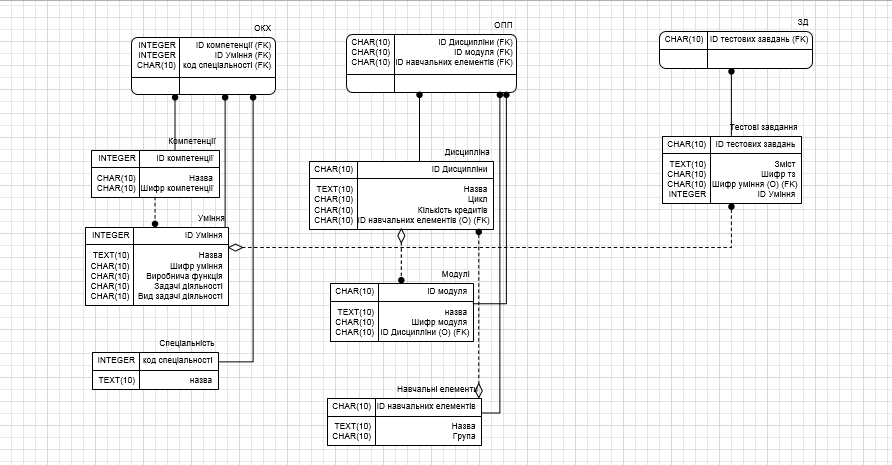 ОКХ
INTEGER ID компетенції (FK)
INTEGER ID Уміння (FK)
CHAR(10) код спеціальності (FK)
ОПП
CHAR(10) ID Дисципліни (FK)
CHAR(10) ID модуля (FK)
CHAR(10) ID навчальних елементів (FK)
ЗД
CHAR(10) ID тестових завдань (FK)
Компетенції
INTEGER ID компетенції
CHAR(10) Назва
CHAR(10) Шифр компетенції
Уміння
INTEGER ID Уміння
TEXT(10) Назва
CHAR(10) Шифр уміння
CHAR(10) Виробнича функція
CHAR(10) Задачі діяльності
CHAR(10) Вид задачі діяльності
Спеціальність
INTEGER код спеціальності
TEXT(10) назва
Дисципліна
CHAR(10) ID Дисципліни
TEXT(10) Назва
CHAR(10) Цикл
CHAR(10) Кількість кредитів
CHAR(10) ID навчальних елементів (O) (FK)
Модулі
CHAR(10) ID модуля
TEXT(10) назва
CHAR(10) Шифр модуля
CHAR(10) ID Дисципліни (O) (FK)
Навчальні елементи
CHAR(10) ID навчальних елементів
TEXT(10) Назва
CHAR(10) Група
Тестові завдання
CHAR(10) ID тестових завдань
TEXT(10) Зміст
CHAR(10) Шифр тз
CHAR(10) Шифр уміння (O) (FK)
INTEGER ID Уміння